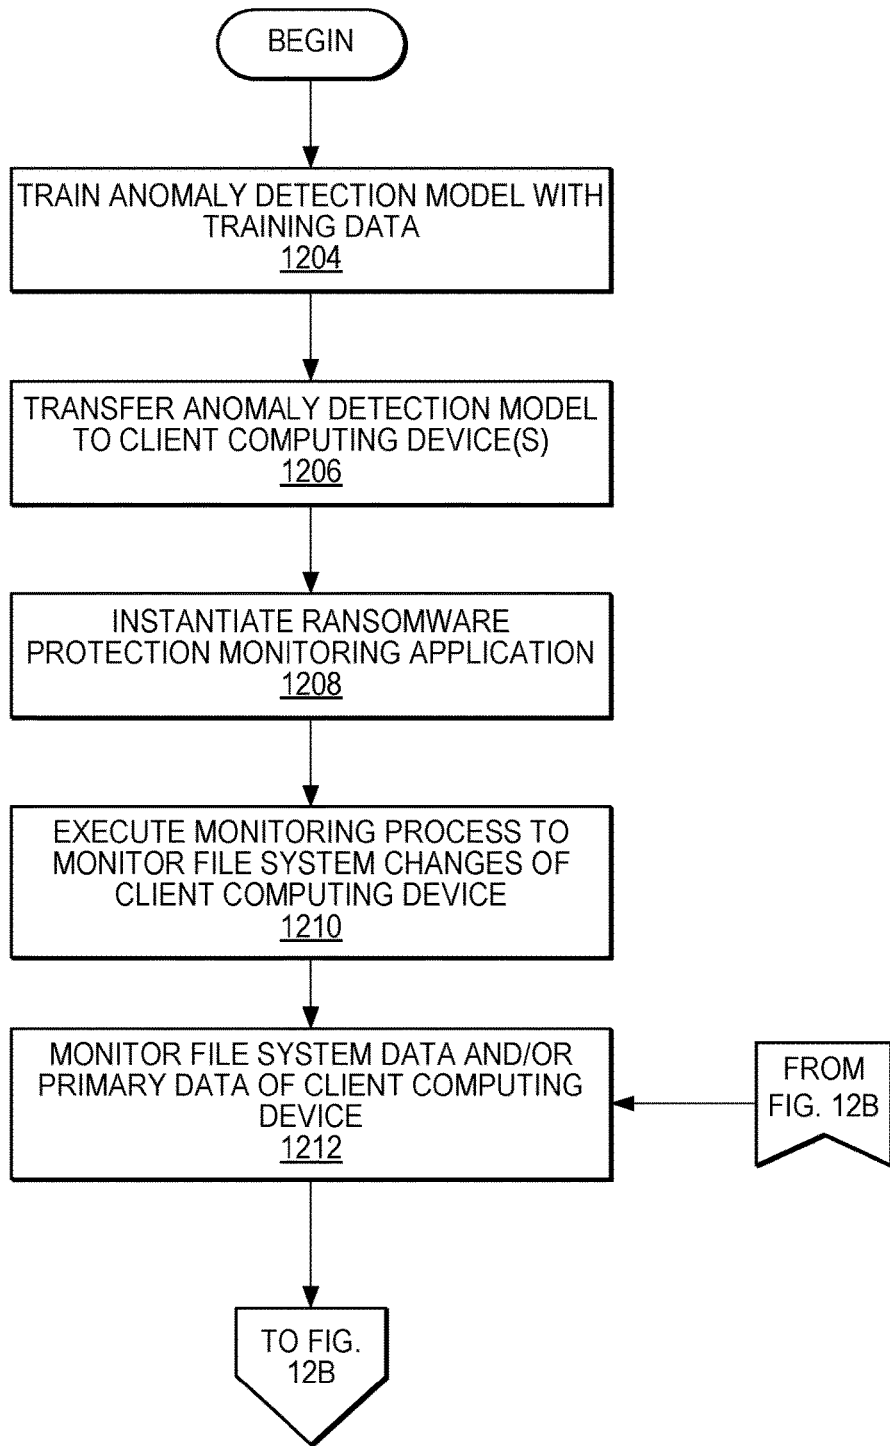 BEGIN
TRAIN ANOMALY DETECTION MODEL WITH
TRAINING DATA
1204
TRANSFER ANOMALY DETECTION MODEL
TO CLIENT COMPUTING DEVICE(S)
1206
INSTANTIATE RANSOMWARE
PROTECTION MONITORING APPLICATION
1208
EXECUTE MONITORING PROCESS TO
MONITOR FILE SYSTEM CHANGES OF
CLIENT COMPUTING DEVICE
1210
MONITOR FILE SYSTEM DATA AND/OR
PRIMARY DATA OF CLIENT COMPUTING
DEVICE
1212
FROM
FIG. 12B
TO FIG.
12B